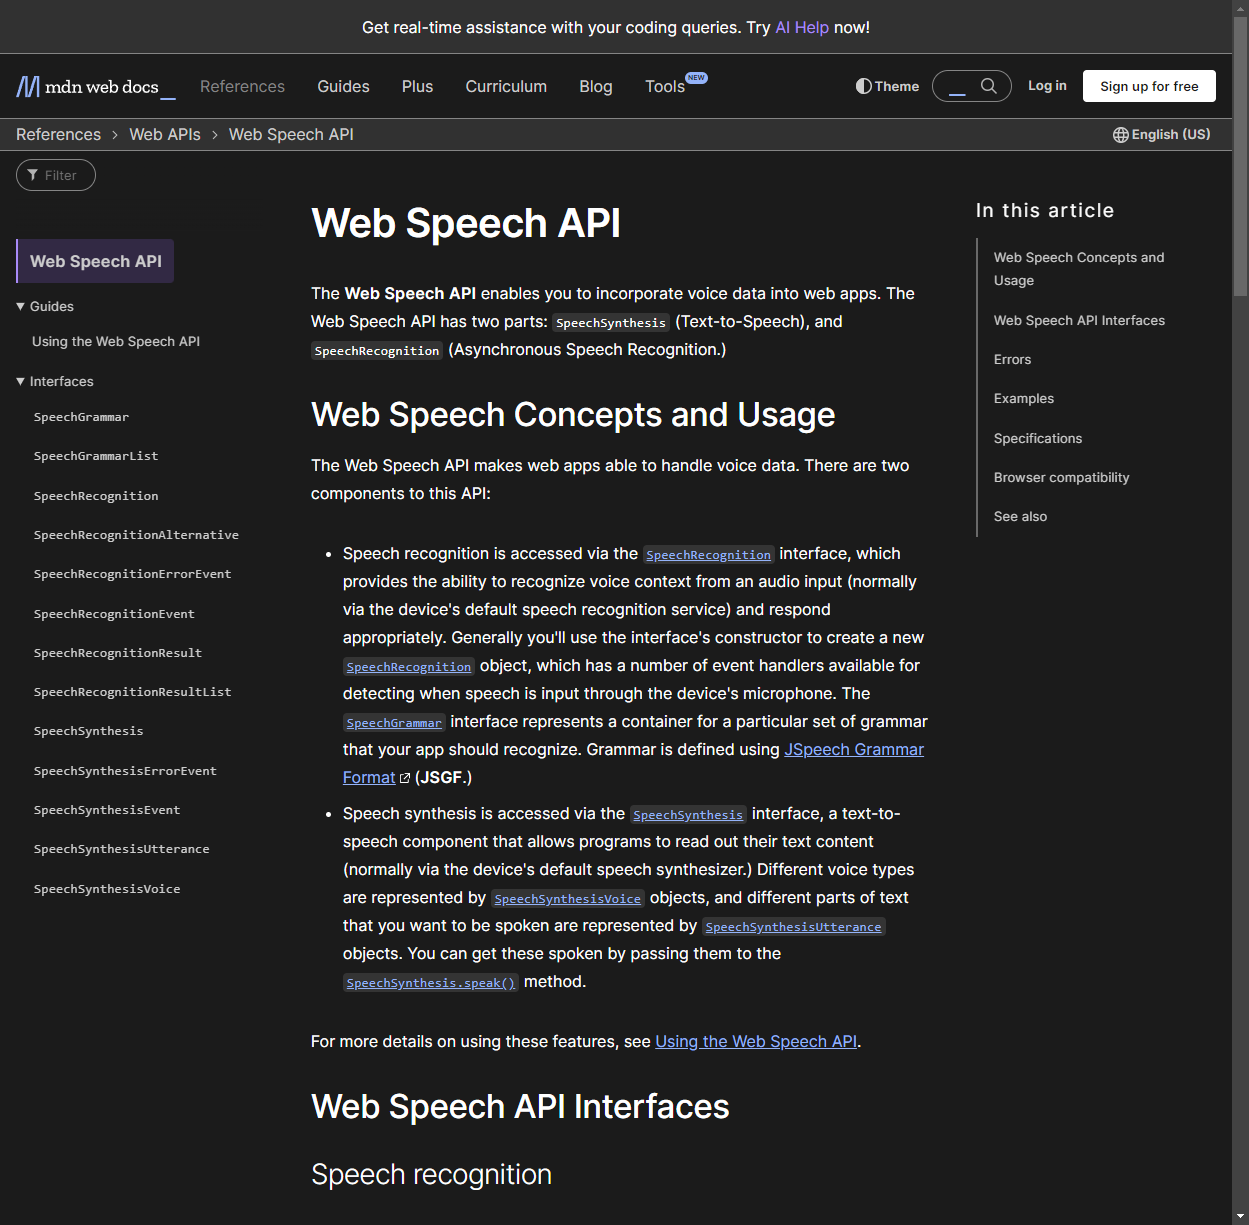 Get real-time assistance with your coding queries. Try AI Help now!
mdn web docs_ References Guides Plus Curriculum Blog Tools NEW Theme Log in Sign up for free
References > Web APIs > Web Speech API English (US)
Filter
Web Speech API
Guides
Using the Web Speech API
Interfaces
SpeechGrammar
SpeechGrammarList
SpeechRecognition
SpeechRecognitionAlternative
SpeechRecognitionErrorEvent
SpeechRecognitionEvent
SpeechRecognitionResult
SpeechRecognitionResultList
SpeechSynthesis
SpeechSynthesisErrorEvent
SpeechSynthesisEvent
SpeechSynthesisUtterance
SpeechSynthesisVoice
Web Speech API
The Web Speech API enables you to incorporate voice data into web apps. The
Web Speech API has two parts: SpeechSynthesis (Text-to-Speech), and
SpeechRecognition (Asynchronous Speech Recognition.)
Web Speech Concepts and Usage
The Web Speech API makes web apps able to handle voice data. There are two
components to this API:
• Speech recognition is accessed via the SpeechRecognition interface, which
provides the ability to recognize voice context from an audio input (normally
via the device's default speech recognition service) and respond
appropriately. Generally you'll use the interface's constructor to create a new
SpeechRecognition object, which has a number of event handlers available for
detecting when speech is input through the device's microphone. The
SpeechGrammar interface represents a container for a particular set of grammar
that your app should recognize. Grammar is defined using JSpeech Grammar
Format (JSGF.)
• Speech synthesis is accessed via the SpeechSynthesis interface, a text-to-
speech component that allows programs to read out their text content
(normally via the device's default speech synthesizer.) Different voice types
are represented by SpeechSynthesisVoice objects, and different parts of text
that you want to be spoken are represented by SpeechSynthesisUtterance
objects. You can get these spoken by passing them to the
SpeechSynthesis.speak() method.
For more details on using these features, see Using the Web Speech API.
Web Speech API Interfaces
Speech recognition
In this article
Web Speech Concepts and
Usage
Web Speech API Interfaces
Errors
Examples
Specifications
Browser compatibility
See also